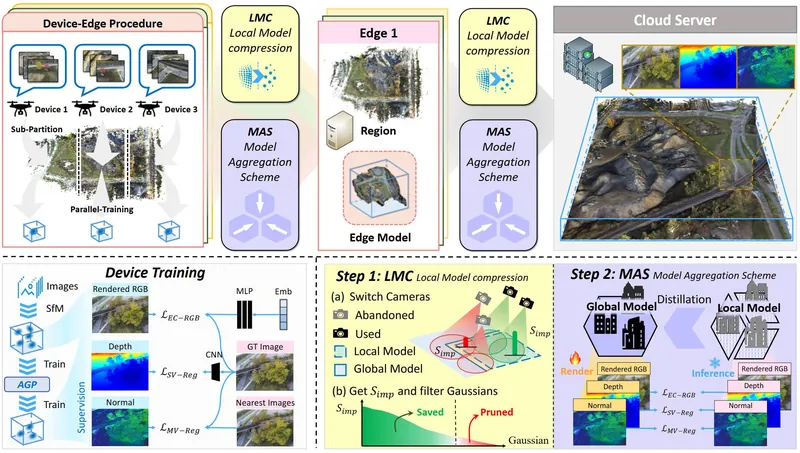 Device-Edge Procedure
Device 1
Device 2
Device 3
Sub-Partition
Parallel-Training
LMC
Local Model
compression
MAS
Model
Aggregation
Scheme
Edge 1
Region
Edge Model
LMC
Local Model
compression
MAS
Model
Aggregation
Scheme
Cloud Server
Device Training
Images
SfM
Train
AGP
Train
Supervision
Rendered RGB
Depth
Normal
ℒEC−RGB
ℒSV−Reg
ℒMV−Reg
MLP
Emb
CNN
GT Image
Nearest Images
Step 1: LMC Local Model compression
(a) Switch Cameras
Abandoned
Used
Local Model
Global Model
Simp
Simp
(b) Get Simp and filter Gaussians
Simp
Saved
Pruned
Gaussian
Step 2: MAS Model Aggregation Scheme
Global Model
Distillation
Local Model
Render
Inference
Rendered RGB
Depth
Normal
ℒEC−RGB
ℒSV−Reg
ℒMV−Reg
Rendered RGB
Depth
Normal